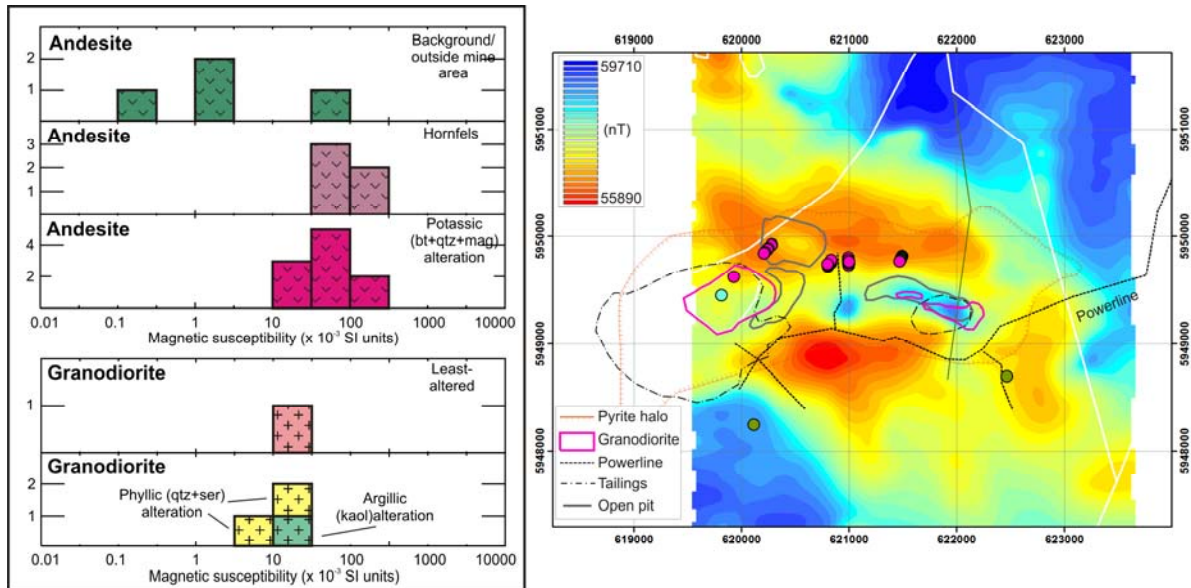 Andesite
Background/
outside mine
area
2
1
Andesite
Hornfels
3
2
1
Andesite
Potassic
(bt+qtz+mag)
alteration
4
2
0.01 0.1 1 10 100 1000 10000
Magnetic susceptibility (x 10-³ SI units)
Granodiorite
Least-
altered
1
Granodiorite
2
Phyllic (qtz+ser)
alteration
1
Argillic
(kaol)alteration
0.01 0.1 1 10 100 1000 10000
Magnetic susceptibility (x 10-³ SI units)
619000 620000 621000 622000 623000
59710
(nT)
55890
5951000
5950000
5949000
5948000
5951000
5950000
5949000
5948000
Powerline
Pyrite halo
Granodiorite
Powerline
Tailings
Open pit
619000 620000 621000 622000 623000